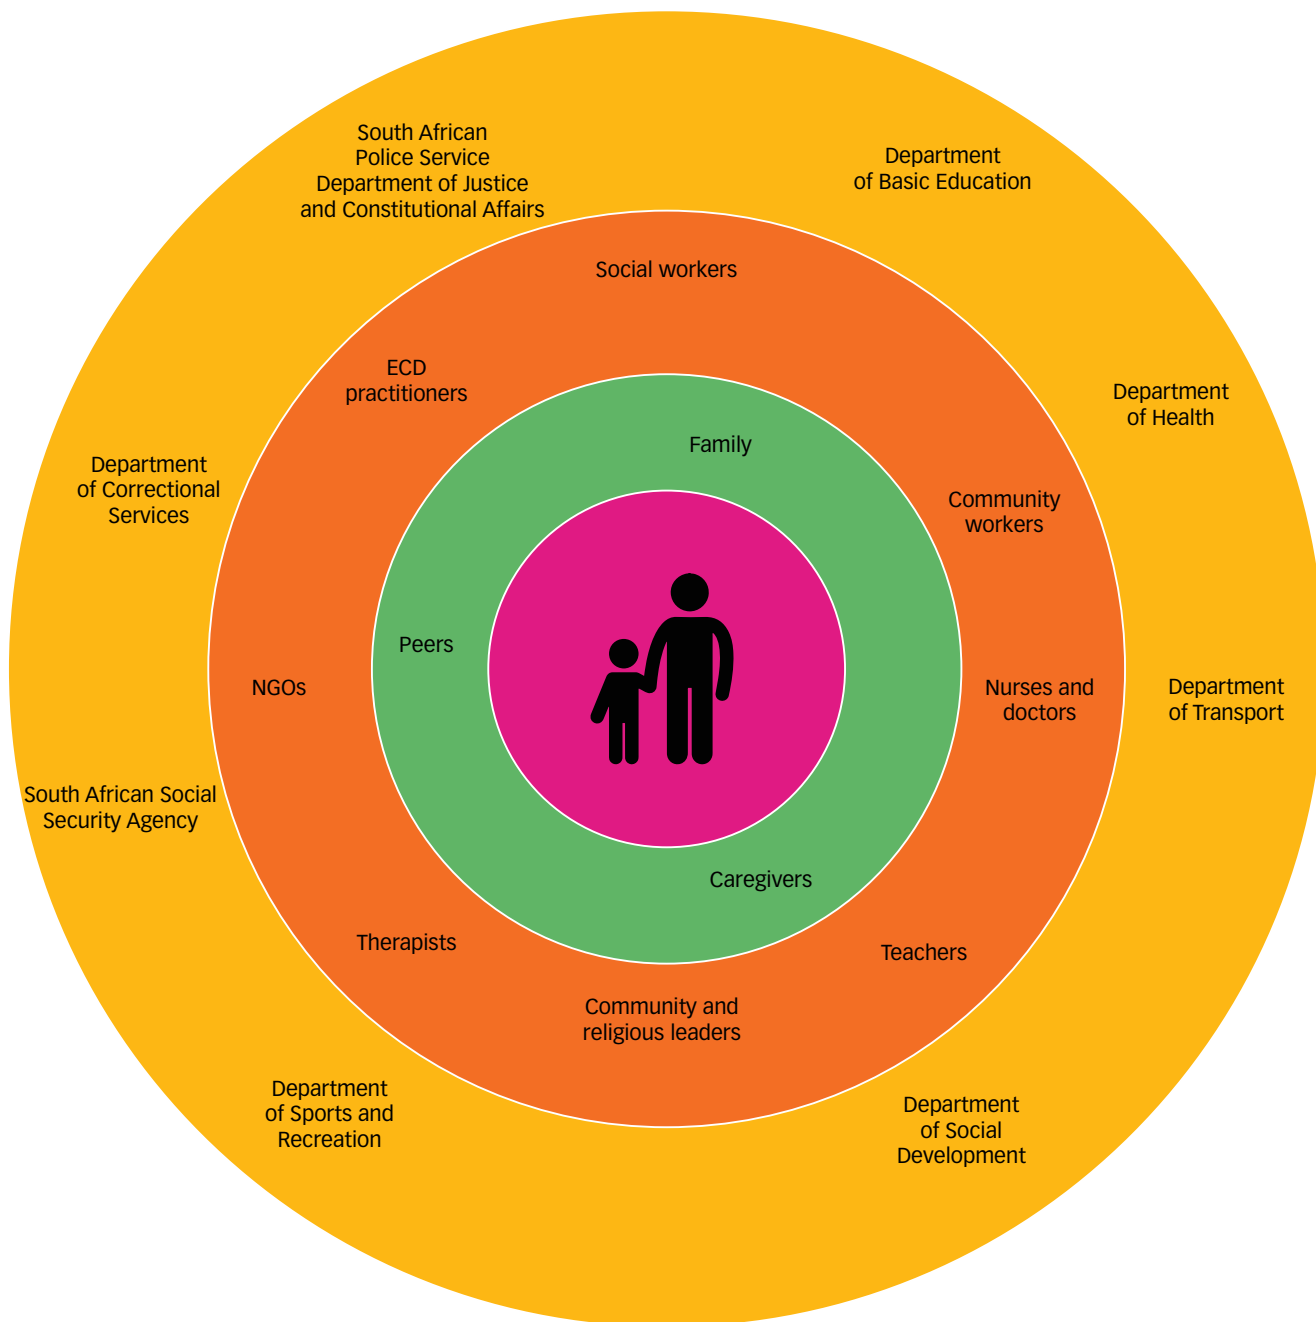 South African
Police Service
Department of Justice
and Constitutional Affairs
Department
of Basic Education
Social workers
ECD
practitioners
Department
of Health
Family
Department
of Correctional
Services
Community
workers
Peers
NGOs
Nurses and
doctors
Department
of Transport
South African Social
Security Agency
Caregivers
Therapists
Teachers
Community and
religious leaders
Department
of Sports and
Recreation
Department
of Social
Development